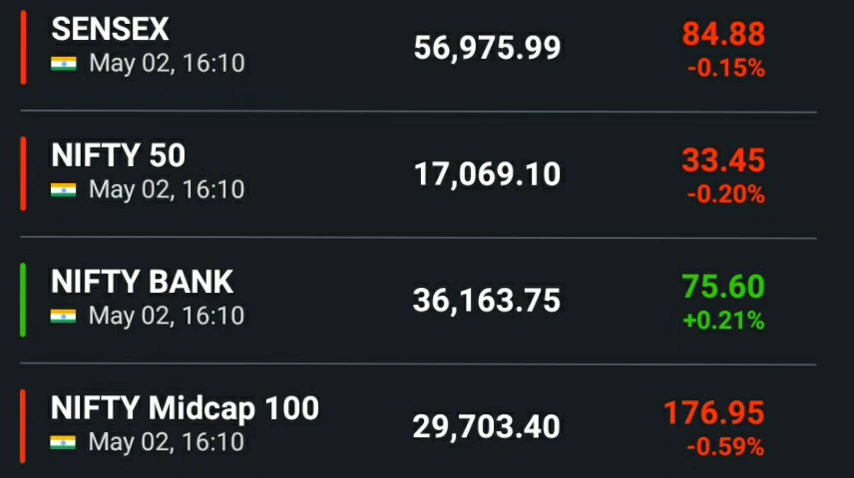 SENSEX
May 02, 16:10
56,975.99
84.88
-0.15%
NIFTY 50
May 02, 16:10
17,069.10
33.45
-0.20%
NIFTY BANK
May 02, 16:10
36,163.75
75.60
+0.21%
NIFTY Midcap 100
May 02, 16:10
29,703.40
176.95
-0.59%